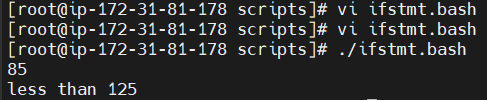 [root@ip-172-31-81-178 scripts]# vi ifstmt.bash
[root@ip-172-31-81-178 scripts]# vi ifstmt.bash
[root@ip-172-31-81-178 scripts]# ./ifstmt.bash
85
less than 125